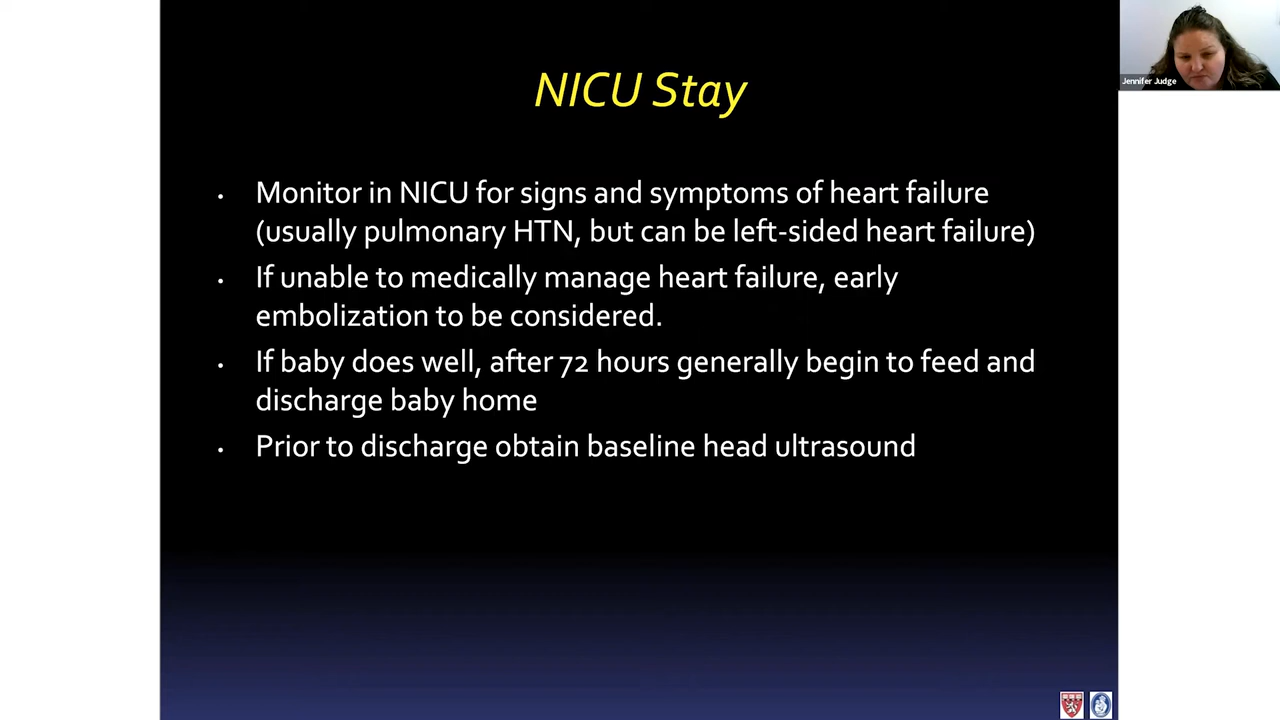 Jennifer Judge
NICU Stay
• Monitor in NICU for signs and symptoms of heart failure
(usually pulmonary HTN, but can be left-sided heart failure)
• If unable to medically manage heart failure, early
embolization to be considered.
• If baby does well, after 72 hours generally begin to feed and
discharge baby home
• Prior to discharge obtain baseline head ultrasound